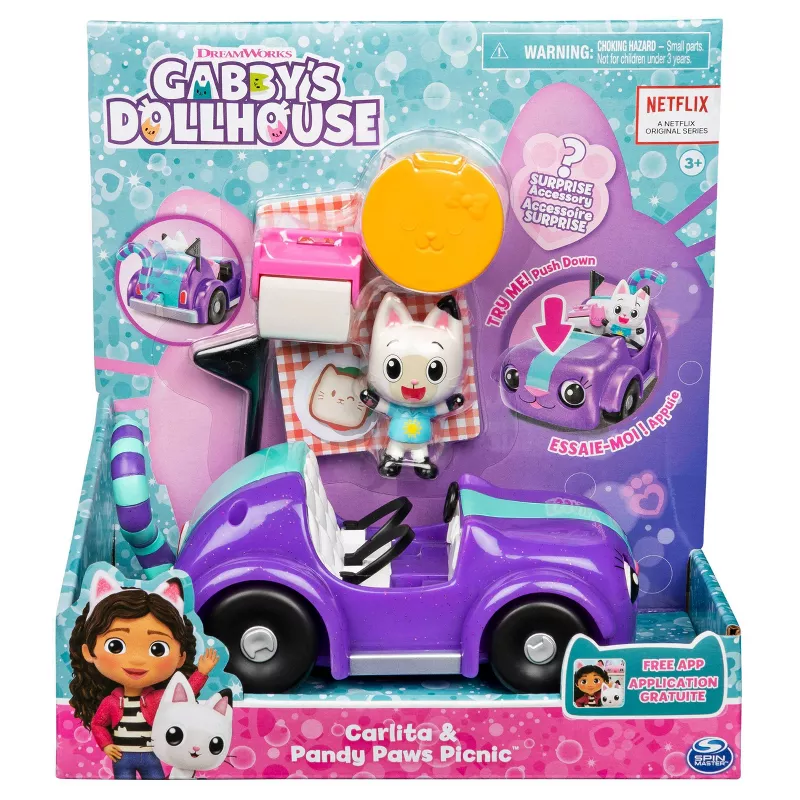 DREAMWORKS
GABBY'S
DOLLHOUSE
WARNING: CHOKING HAZARD – Small parts.
Not for children under 3 years.
NETFLIX
A NETFLIX
ORIGINAL SERIES
3+
?
SURPRISE
Accessory
Accessoire
SURPRISE
TRY ME! Push Down
ESSAIE-MOI ! Appuie
FREE APP
APPLICATION
GRATUITE
Carlita &
Pandy Paws Picnic™
SPIN
MASTER™